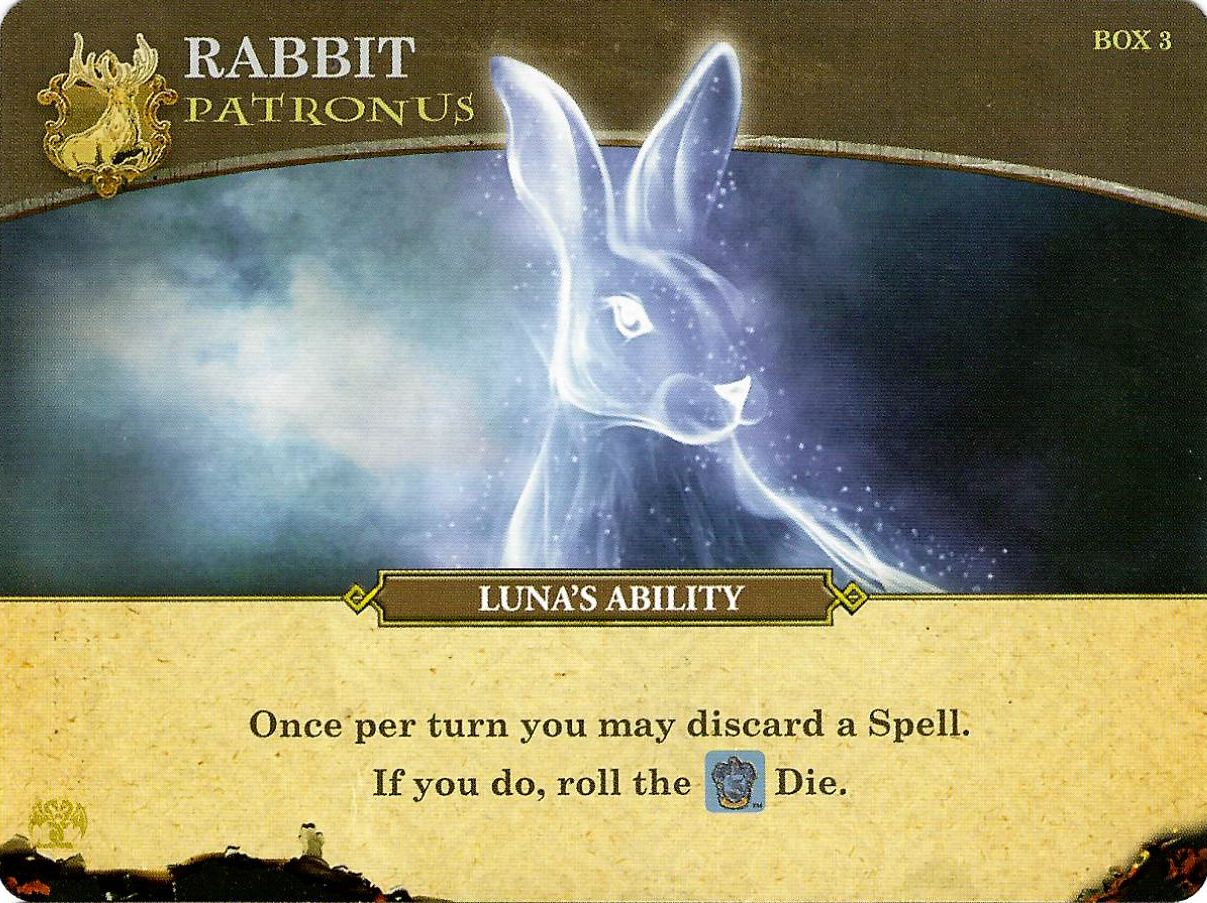 RABBIT
PATRONUS
BOX 3
LUNA'S ABILITY
Once per turn you may discard a Spell.
If you do, roll the Die.
™